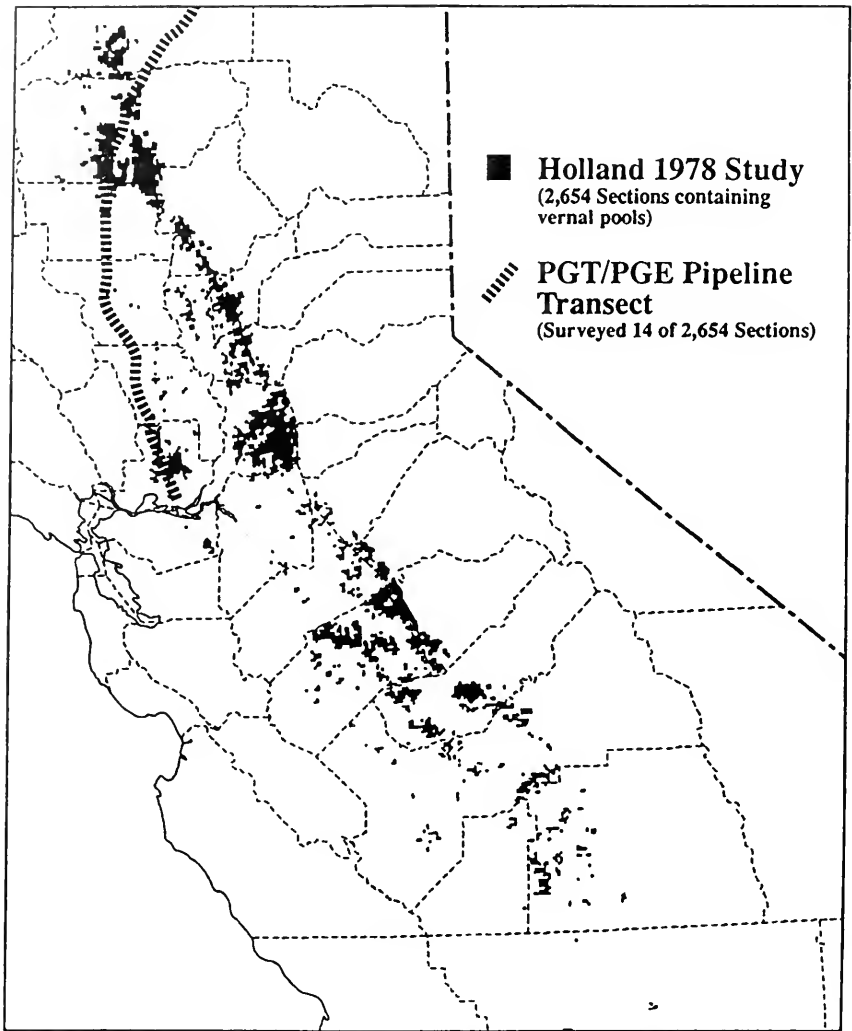 Holland 1978 Study
(2,654 Sections containing
vernal pools)
PGT/PGE Pipeline
Transect
(Surveyed 14 of 2,654 Sections)